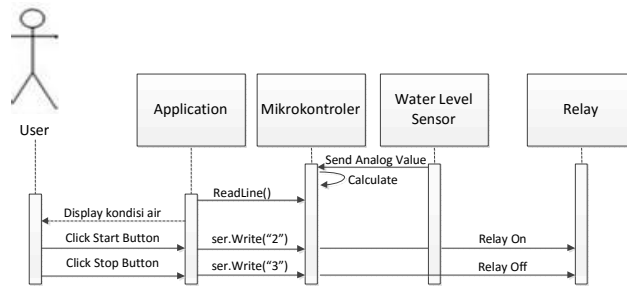 User
Application
Mikrokontroler
Water Level
Sensor
Relay
Send Analog Value
Calculate
ReadLine()
Display kondisi air
Click Start Button
ser.Write(“2”)
Relay On
Click Stop Button
ser.Write(“3”)
Relay Off